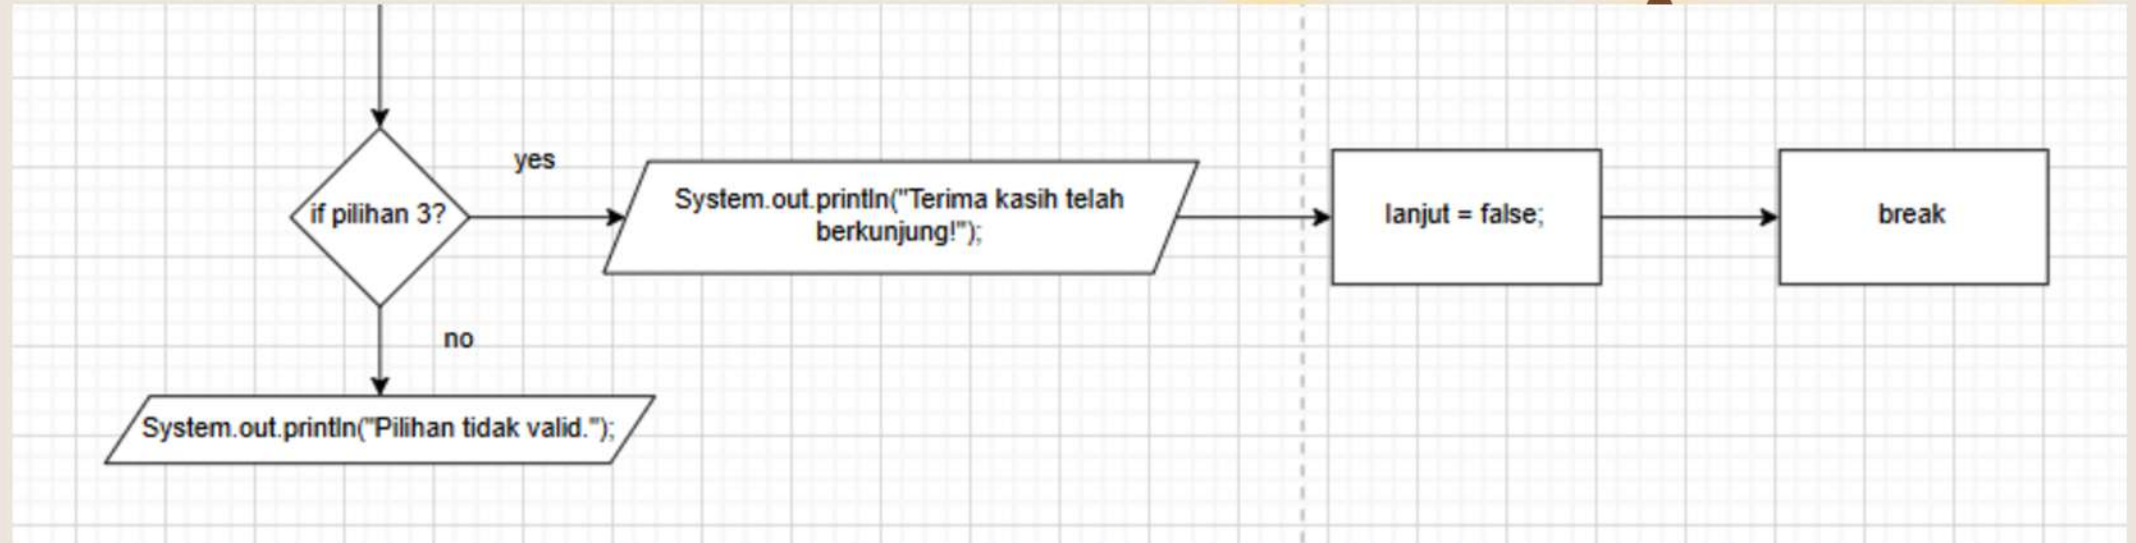 yes
if pilihan 3?
System.out.println("Terima kasih telah
berkunjung!");
lanjut = false;
break
no
System.out.println("Pilihan tidak valid.");